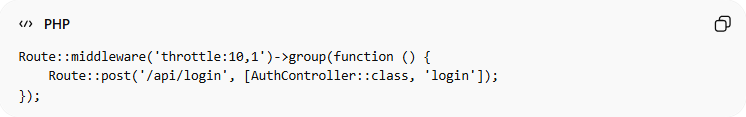 </> PHP
Route::middleware('throttle:10,1')->group(function () {
    Route::post('/api/login', [AuthController::class, 'login']);
});